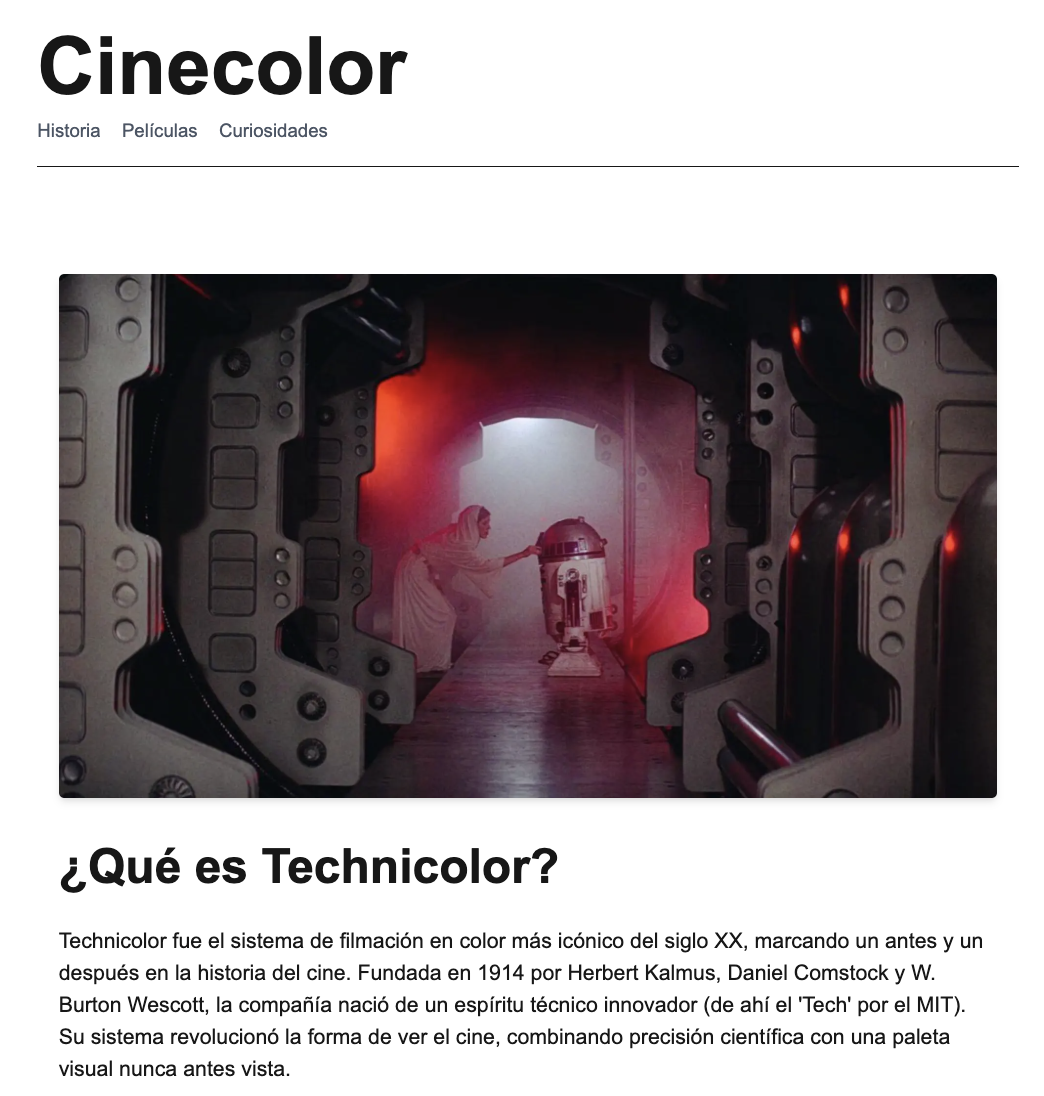 Cinecolor
Historia Películas Curiosidades
¿Qué es Technicolor?
Technicolor fue el sistema de filmación en color más icónico del siglo XX, marcando un antes y un
después en la historia del cine. Fundada en 1914 por Herbert Kalmus, Daniel Comstock y W.
Burton Wescott, la compañía nació de un espíritu técnico innovador (de ahí el 'Tech' por el MIT).
Su sistema revolucionó la forma de ver el cine, combinando precisión científica con una paleta
visual nunca antes vista.